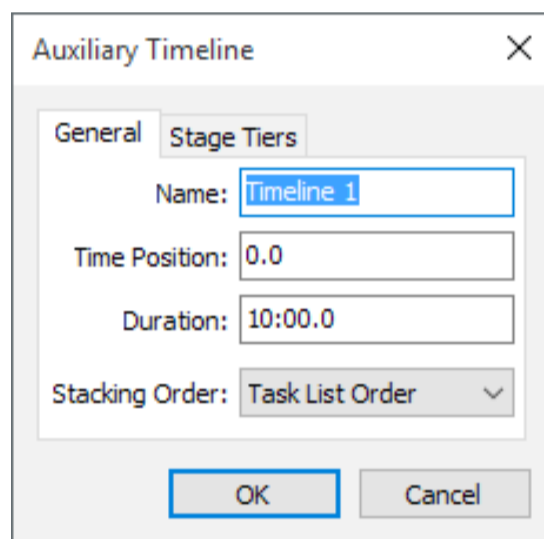 Auxiliary Timeline
General Stage Tiers
Name: Timeline 1
Time Position: 0.0
Duration: 10:00.0
Stacking Order: Task List Order
OK Cancel